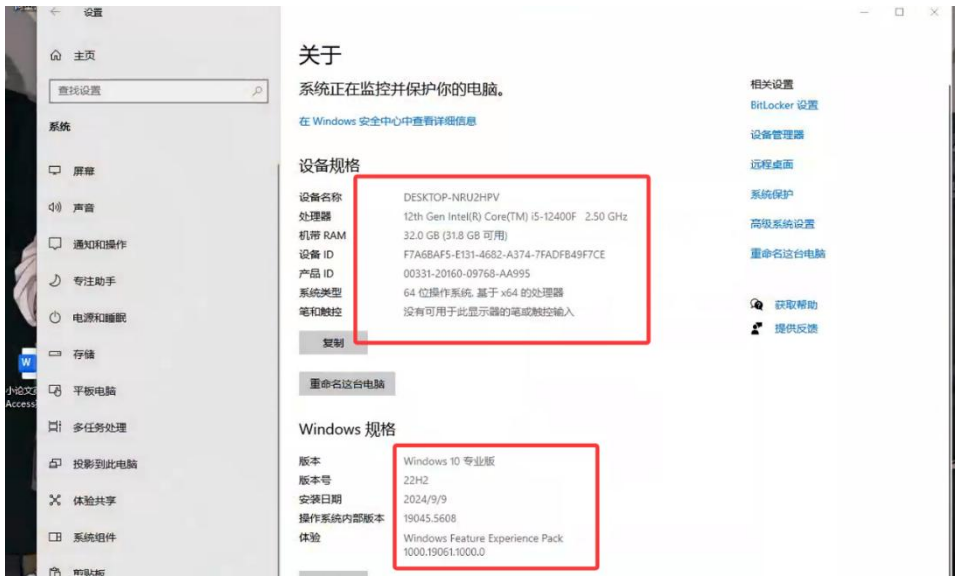 设置
主页
查找设置
系统
屏幕
声音
通知和操作
专注助手
电源和睡眠
存储
平板电脑
多任务处理
投影到此电脑
体验共享
系统组件
剪贴板
关于
系统正在监控并保护你的电脑。
在 Windows 安全中心中查看详细信息
设备规格
设备名称 DESKTOP-NRU2HPV
处理器 12th Gen Intel(R) Core(TM) i5-12400F 2.50 GHz
机带 RAM 32.0 GB (31.8 GB 可用)
设备 ID F7A6BAF5-E131-4682-A374-7FADFB49F7CE
产品 ID 00331-20160-09768-AA995
系统类型 64 位操作系统, 基于 x64 的处理器
笔和触控 没有可用于此显示器的笔或触控输入
复制
重命名这台电脑
Windows 规格
版本 Windows 10 专业版
版本号 22H2
安装日期 2024/9/9
操作系统内部版本 19045.5608
体验 Windows Feature Experience Pack
1000.19061.1000.0
相关设置
BitLocker 设置
设备管理器
远程桌面
系统保护
高级系统设置
重命名这台电脑
获取帮助
提供反馈
W
小论文
Access